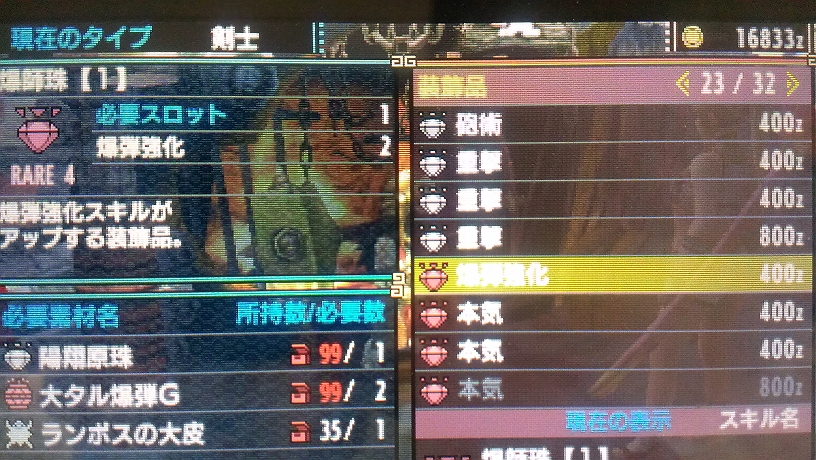 現在のタイプ 剣士
16833z
爆師珠【1】
必要スロット 1
爆弾強化 2
RARE 4
爆弾強化スキルが
アップする装飾品。
必要素材名 所持数/必要数
陽翔原珠 99/ 1
大タル爆弾G 99/ 2
ランポスの大皮 35/ 1
装飾品 23 / 32
砲術 400z
重撃 400z
重撃 400z
重撃 800z
爆弾強化 400z
本気 400z
本気 400z
本気 800z
現在の表示 スキル名
爆師珠【1】